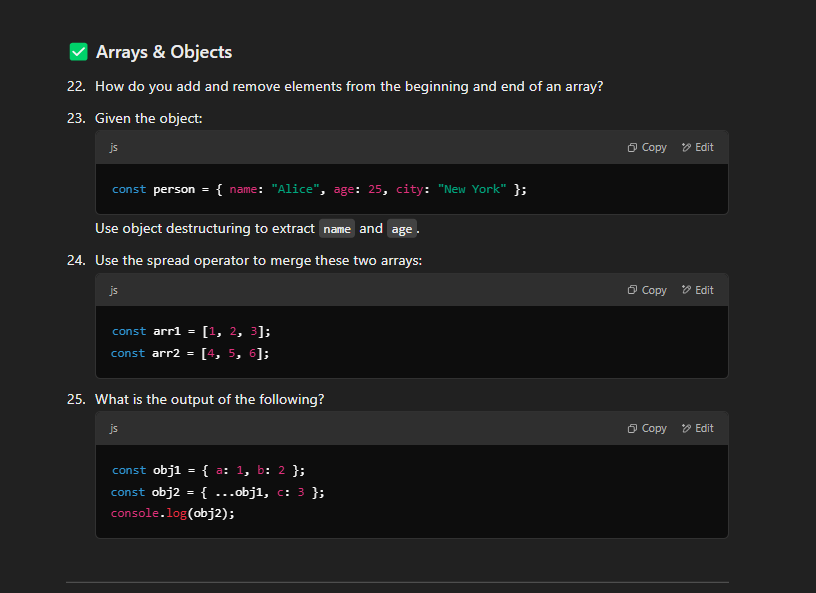 ✅ Arrays & Objects
22. How do you add and remove elements from the beginning and end of an array?
23. Given the object:
js Copy Edit
const person = { name: "Alice", age: 25, city: "New York" };
Use object destructuring to extract name and age.
24. Use the spread operator to merge these two arrays:
js Copy Edit
const arr1 = [1, 2, 3];
const arr2 = [4, 5, 6];
25. What is the output of the following?
js Copy Edit
const obj1 = { a: 1, b: 2 };
const obj2 = { ...obj1, c: 3 };
console.log(obj2);